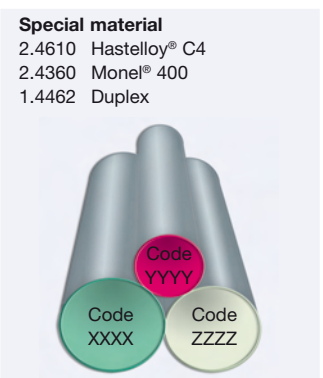 Special material
2.4610 Hastelloy® C4
2.4360 Monel® 400
1.4462 Duplex
Code
YYYY
Code
XXXX
Code
ZZZZ